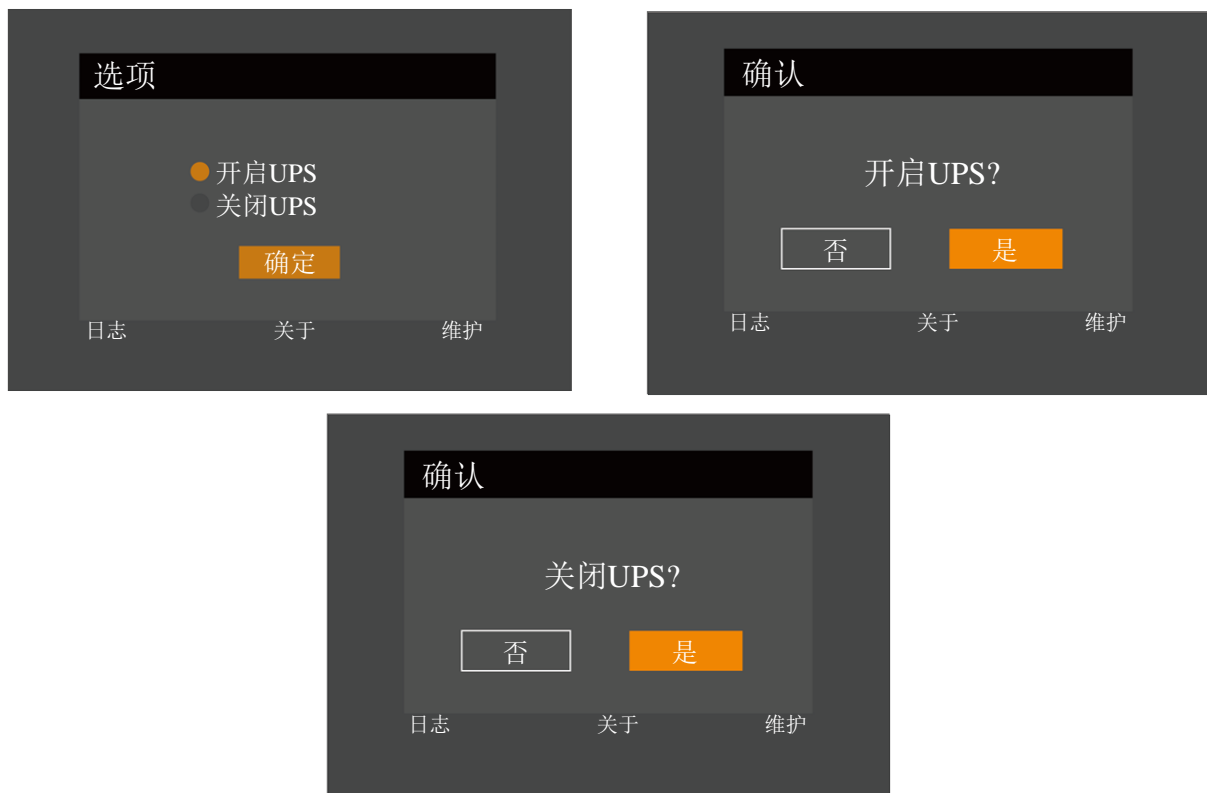 选项
开启UPS
关闭UPS
确定
日志 关于 维护
确认
开启UPS?
否 是
日志 关于 维护
确认
关闭UPS?
否 是
日志 关于 维护